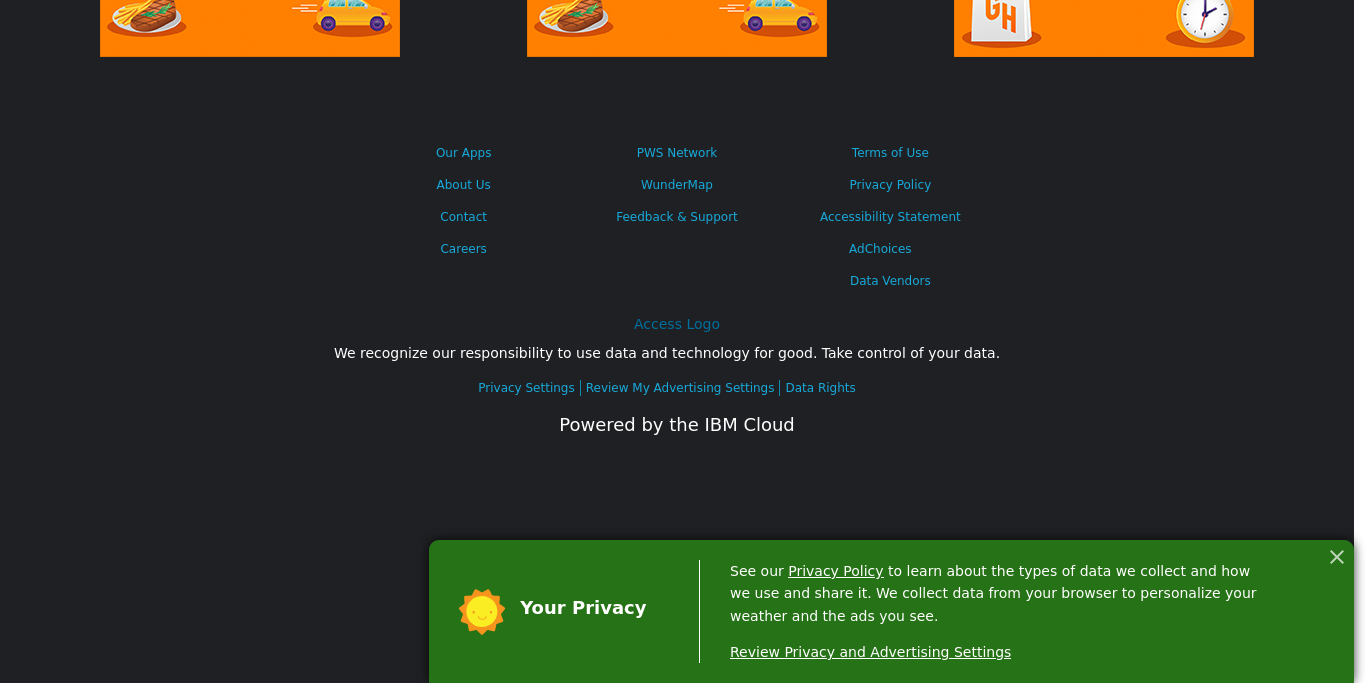 GH
Our Apps
PWS Network
Terms of Use
About Us
WunderMap
Privacy Policy
Contact
Feedback & Support
Accessibility Statement
Careers
AdChoices
Data Vendors
Access Logo
We recognize our responsibility to use data and technology for good. Take control of your data.
Privacy Settings | Review My Advertising Settings | Data Rights
Powered by the IBM Cloud
Your Privacy
See our Privacy Policy to learn about the types of data we collect and how
we use and share it. We collect data from your browser to personalize your
weather and the ads you see.
Review Privacy and Advertising Settings